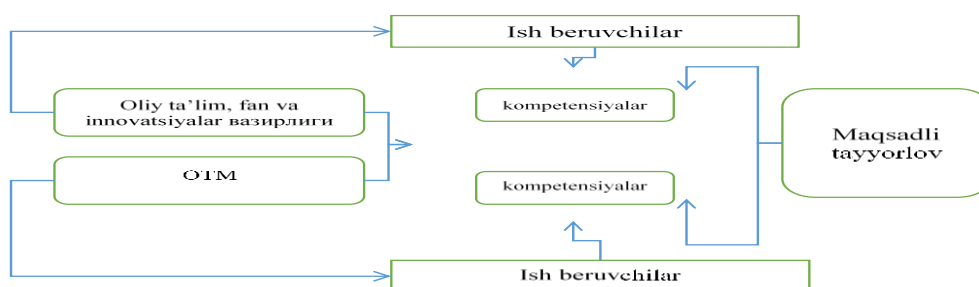 Ish beruvchilar
Oliy ta’lim, fan va
innovatsiyalar вазирлиги
kompetensiyalar
Maqsadli
tayyorlov
OTM
kompetensiyalar
Ish beruvchilar